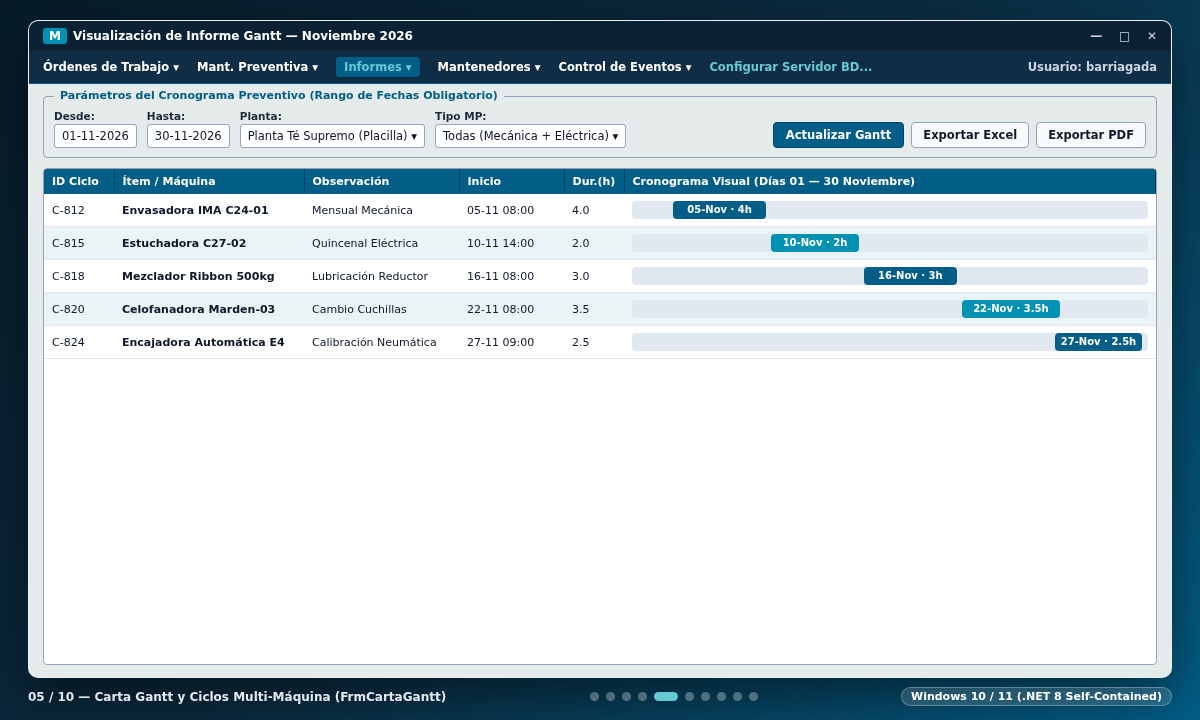 M Visualización de Informe Gantt — Noviembre 2026 — □ ✕
Órdenes de Trabajo ▾ Mant. Preventiva ▾ Informes ▾ Mantenedores ▾ Control de Eventos ▾ Configurar Servidor BD... Usuario: barriagada
Parámetros del Cronograma Preventivo (Rango de Fechas Obligatorio)
Desde: Hasta: Planta: Tipo MP:
01-11-2026 30-11-2026 Planta Té Supremo (Placilla) ▾ Todas (Mecánica + Eléctrica) ▾ Actualizar Gantt Exportar Excel Exportar PDF
ID Ciclo Ítem / Máquina Observación Inicio Dur.(h) Cronograma Visual (Días 01 — 30 Noviembre)
C-812 Envasadora IMA C24-01 Mensual Mecánica 05-11 08:00 4.0 05-Nov · 4h
C-815 Estuchadora C27-02 Quincenal Eléctrica 10-11 14:00 2.0 10-Nov · 2h
C-818 Mezclador Ribbon 500kg Lubricación Reductor 16-11 08:00 3.0 16-Nov · 3h
C-820 Celofanadora Marden-03 Cambio Cuchillas 22-11 08:00 3.5 22-Nov · 3.5h
C-824 Encajadora Automática E4 Calibración Neumática 27-11 09:00 2.5 27-Nov · 2.5h
05 / 10 — Carta Gantt y Ciclos Multi-Máquina (FrmCartaGantt) Windows 10 / 11 (.NET 8 Self-Contained)